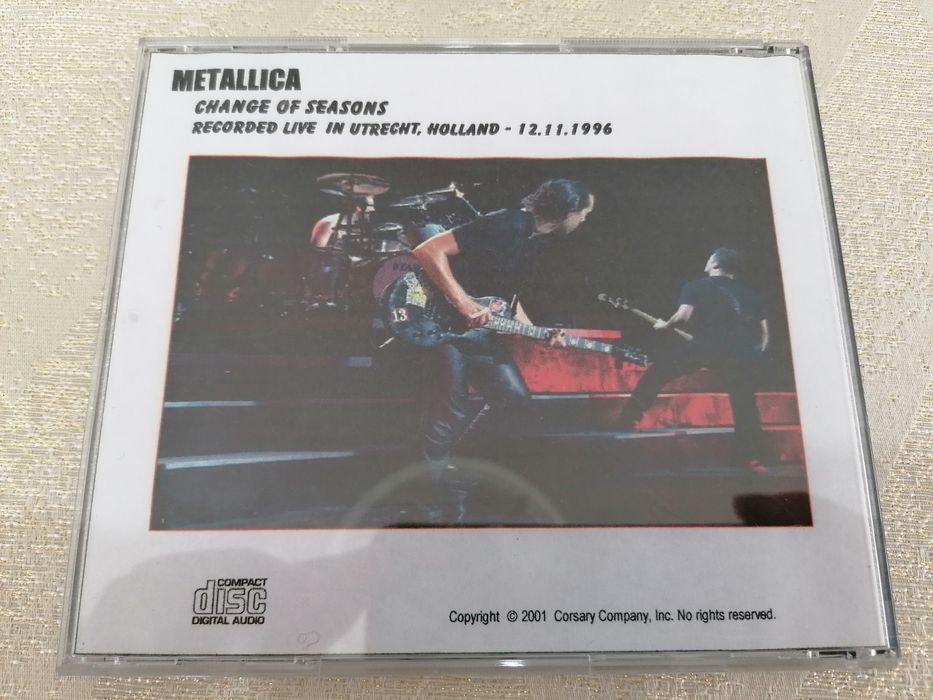 METALLICA
CHANGE OF SEASONS
RECORDED LIVE IN UTRECHT, HOLLAND - 12.11.1996
13
COMPACT
disc
DIGITAL AUDIO
Copyright © 2001 Corsary Company, Inc. No rights reserved.